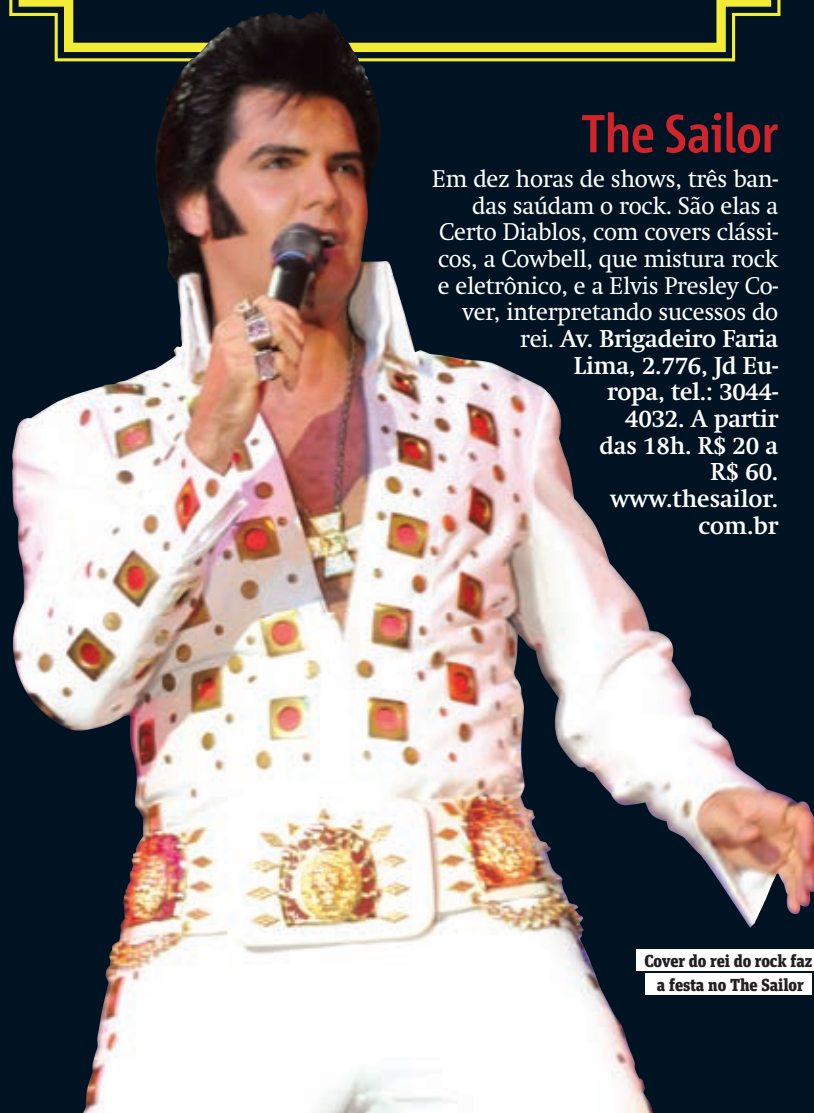 The Sailor
Em dez horas de shows, três ban-
das saúdam o rock. São elas a
Certo Diablos, com covers clássi-
cos, a Cowbell, que mistura rock
e eletrônico, e a Elvis Presley Co-
ver, interpretando sucessos do
rei. Av. Brigadeiro Faria
Lima, 2.776, Jd Eu-
ropa, tel.: 3044-
4032. A partir
das 18h. R$ 20 a
R$ 60.
www.thesailor.
com.br
Cover do rei do rock faz
a festa no The Sailor